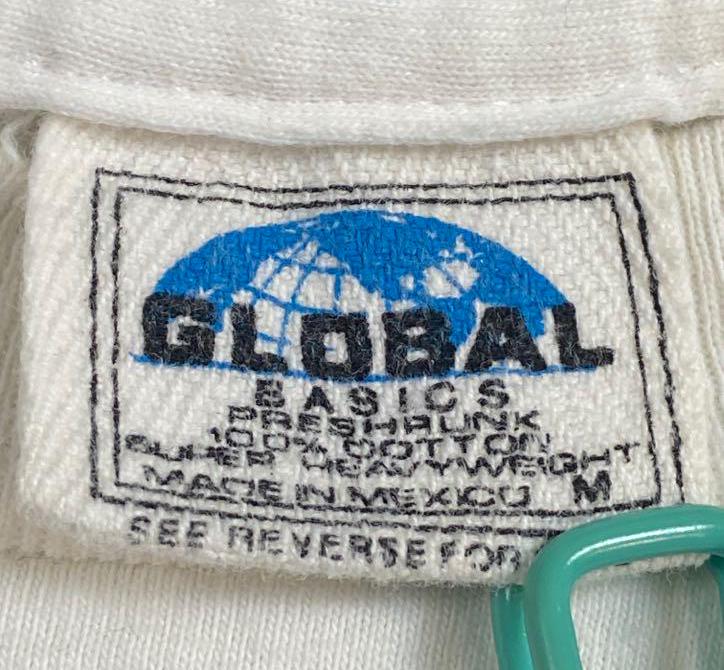 GLOBAL
BASICS
PRESHRUNK
100% COTTON
SUPER HEAVYWEIGHT
MADE IN MEXICO M
SEE REVERSE FOR